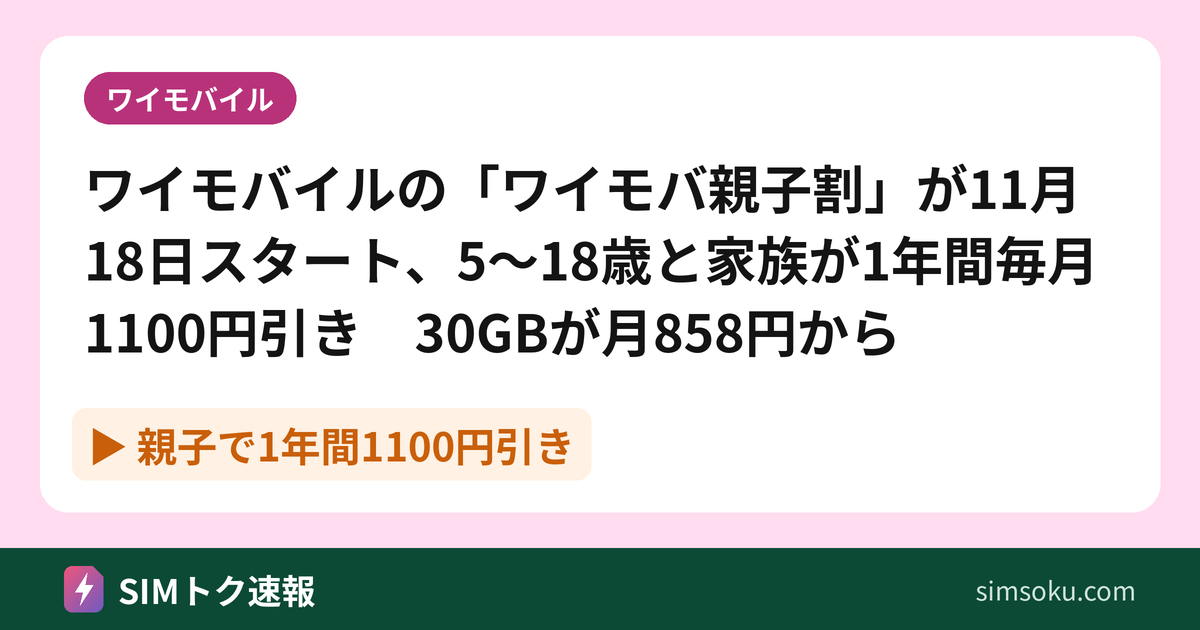 ワイモバイル
ワイモバイルの「ワイモバ親子割」が11月
18日スタート、5〜18歳と家族が1年間毎月
1100円引き　30GBが月858円から
▶ 親子で1年間1100円引き
SIMトク速報
simsoku.com